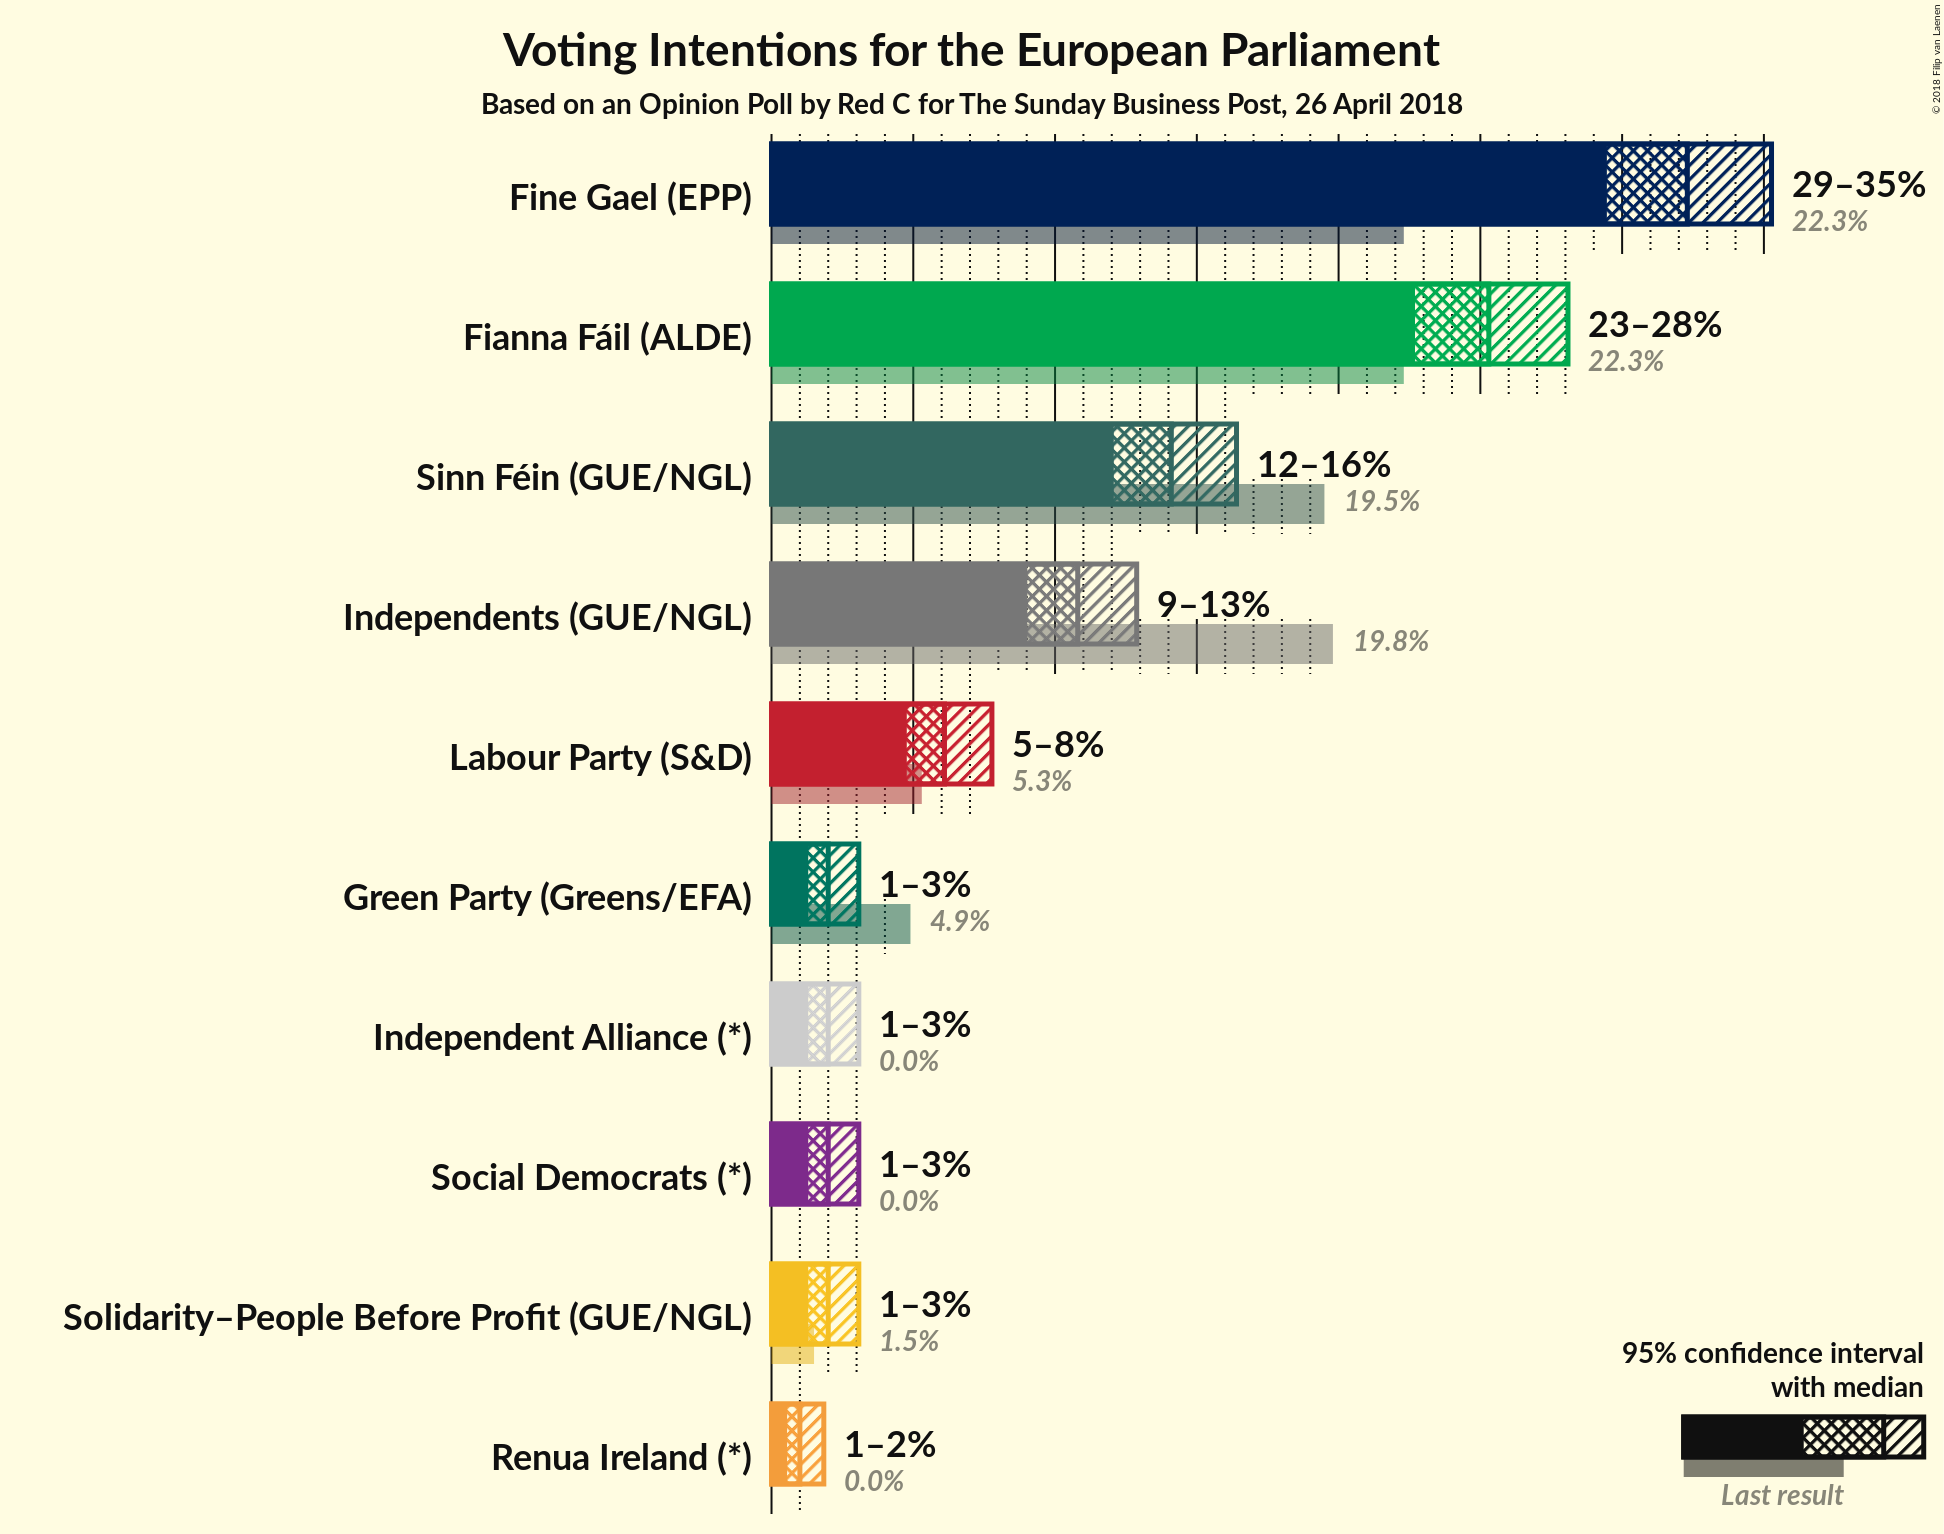 Voting Intentions for the European Parliament
Based on an Opinion Poll by Red C for The Sunday Business Post, 26 April 2018
© 2018 Filip van Laenen
Fine Gael (EPP)
29–35%
22.3%
Fianna Fáil (ALDE)
23–28%
22.3%
Sinn Féin (GUE/NGL)
12–16%
19.5%
Independents (GUE/NGL)
9–13%
19.8%
Labour Party (S&D)
5–8%
5.3%
Green Party (Greens/EFA)
1–3%
4.9%
Independent Alliance (*)
1–3%
0.0%
Social Democrats (*)
1–3%
0.0%
Solidarity–People Before Profit (GUE/NGL)
1–3%
1.5%
Renua Ireland (*)
1–2%
0.0%
95% confidence interval
with median
Last result